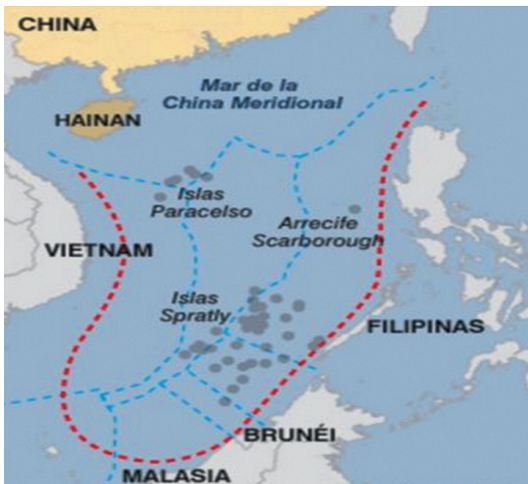 CHINA
Mar de la
China Meridional
HAINAN
Islas
Paracelso
Arrecife
Scarborough
VIETNAM
Islas
Spratly
FILIPINAS
BRUNÉI
MALASIA